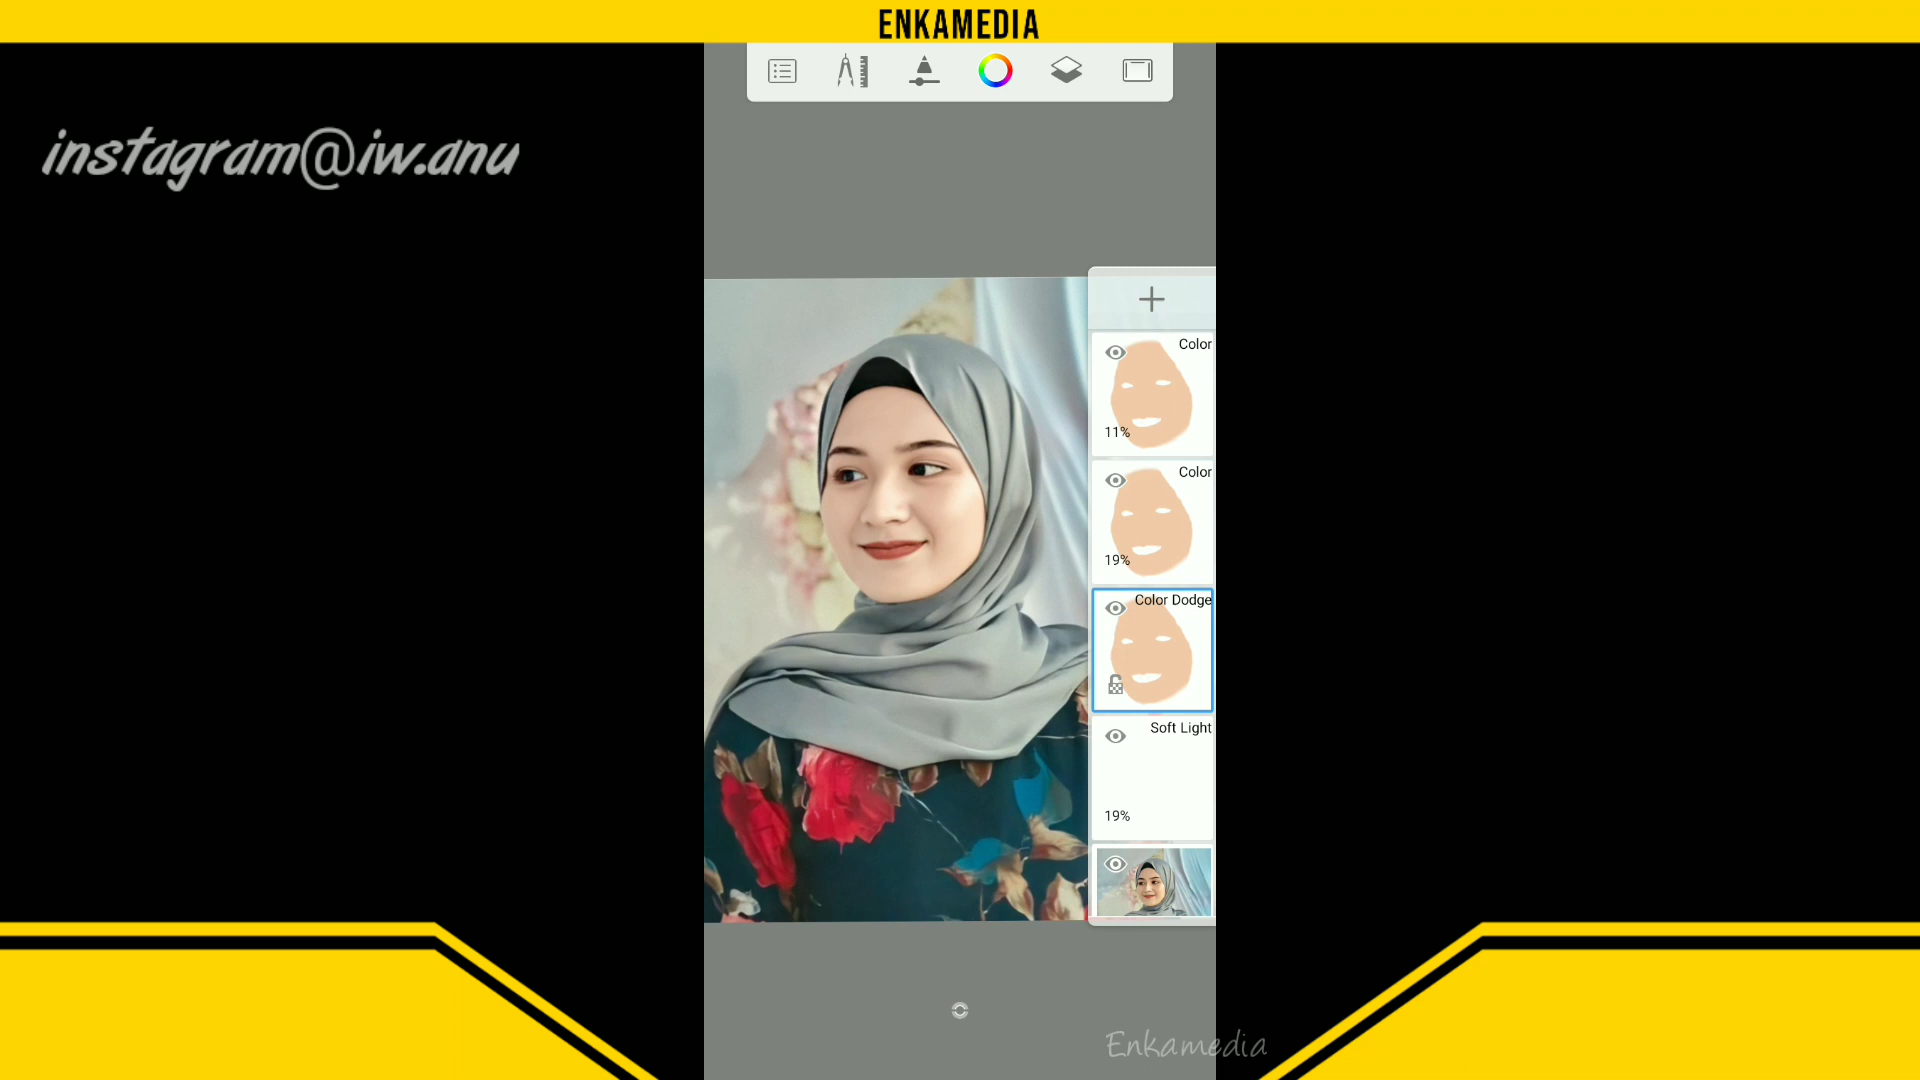 ENKAMEDIA
instagram@iw.anu
Color
11%
Color
19%
Color Dodge
Soft Light
19%
Enkamedia